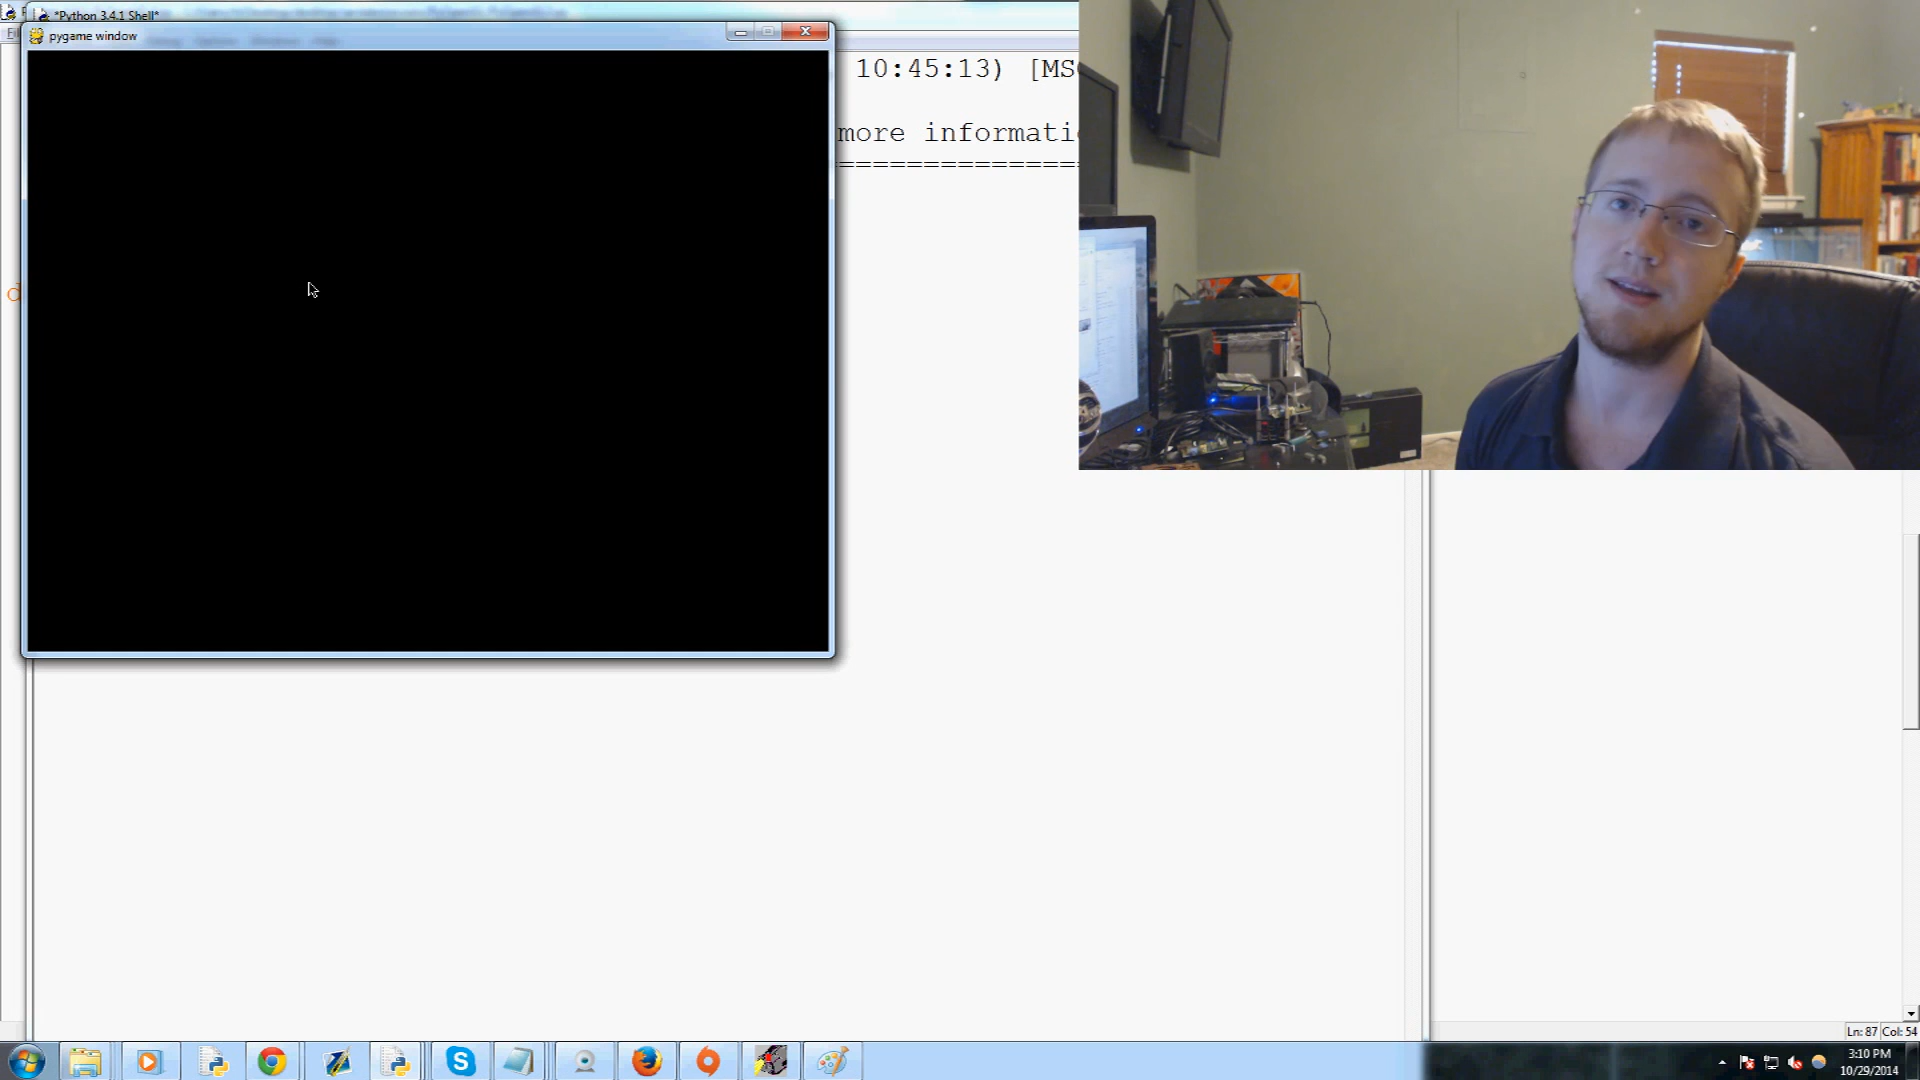 *Python 3.4.1 Shell*
pygame window
10:45:13) [MS
more informati
==============
Ln: 87 Col: 54
3:10 PM
10/29/2014